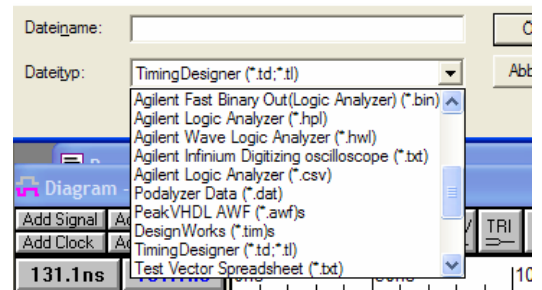 Dateiname:
O
Dateityp: TimingDesigner (*.td;*.tl)
Abb
Agilent Fast Binary Out(Logic Analyzer) (*.bin)
Agilent Logic Analyzer (*.hpl)
Agilent Wave Logic Analyzer (*.hwl)
Agilent Infinium Digitizing oscilloscope (*.txt)
Agilent Logic Analyzer (*.csv)
Podalyzer Data (*.dat)
PeakVHDL AWF (*.awf)s
DesignWorks (*.tim)s
TimingDesigner (*.td;*.tl)
Test Vector Spreadsheet (*.txt)
Diagram -
Add Signal
TRI
Add Clock
131.1ns